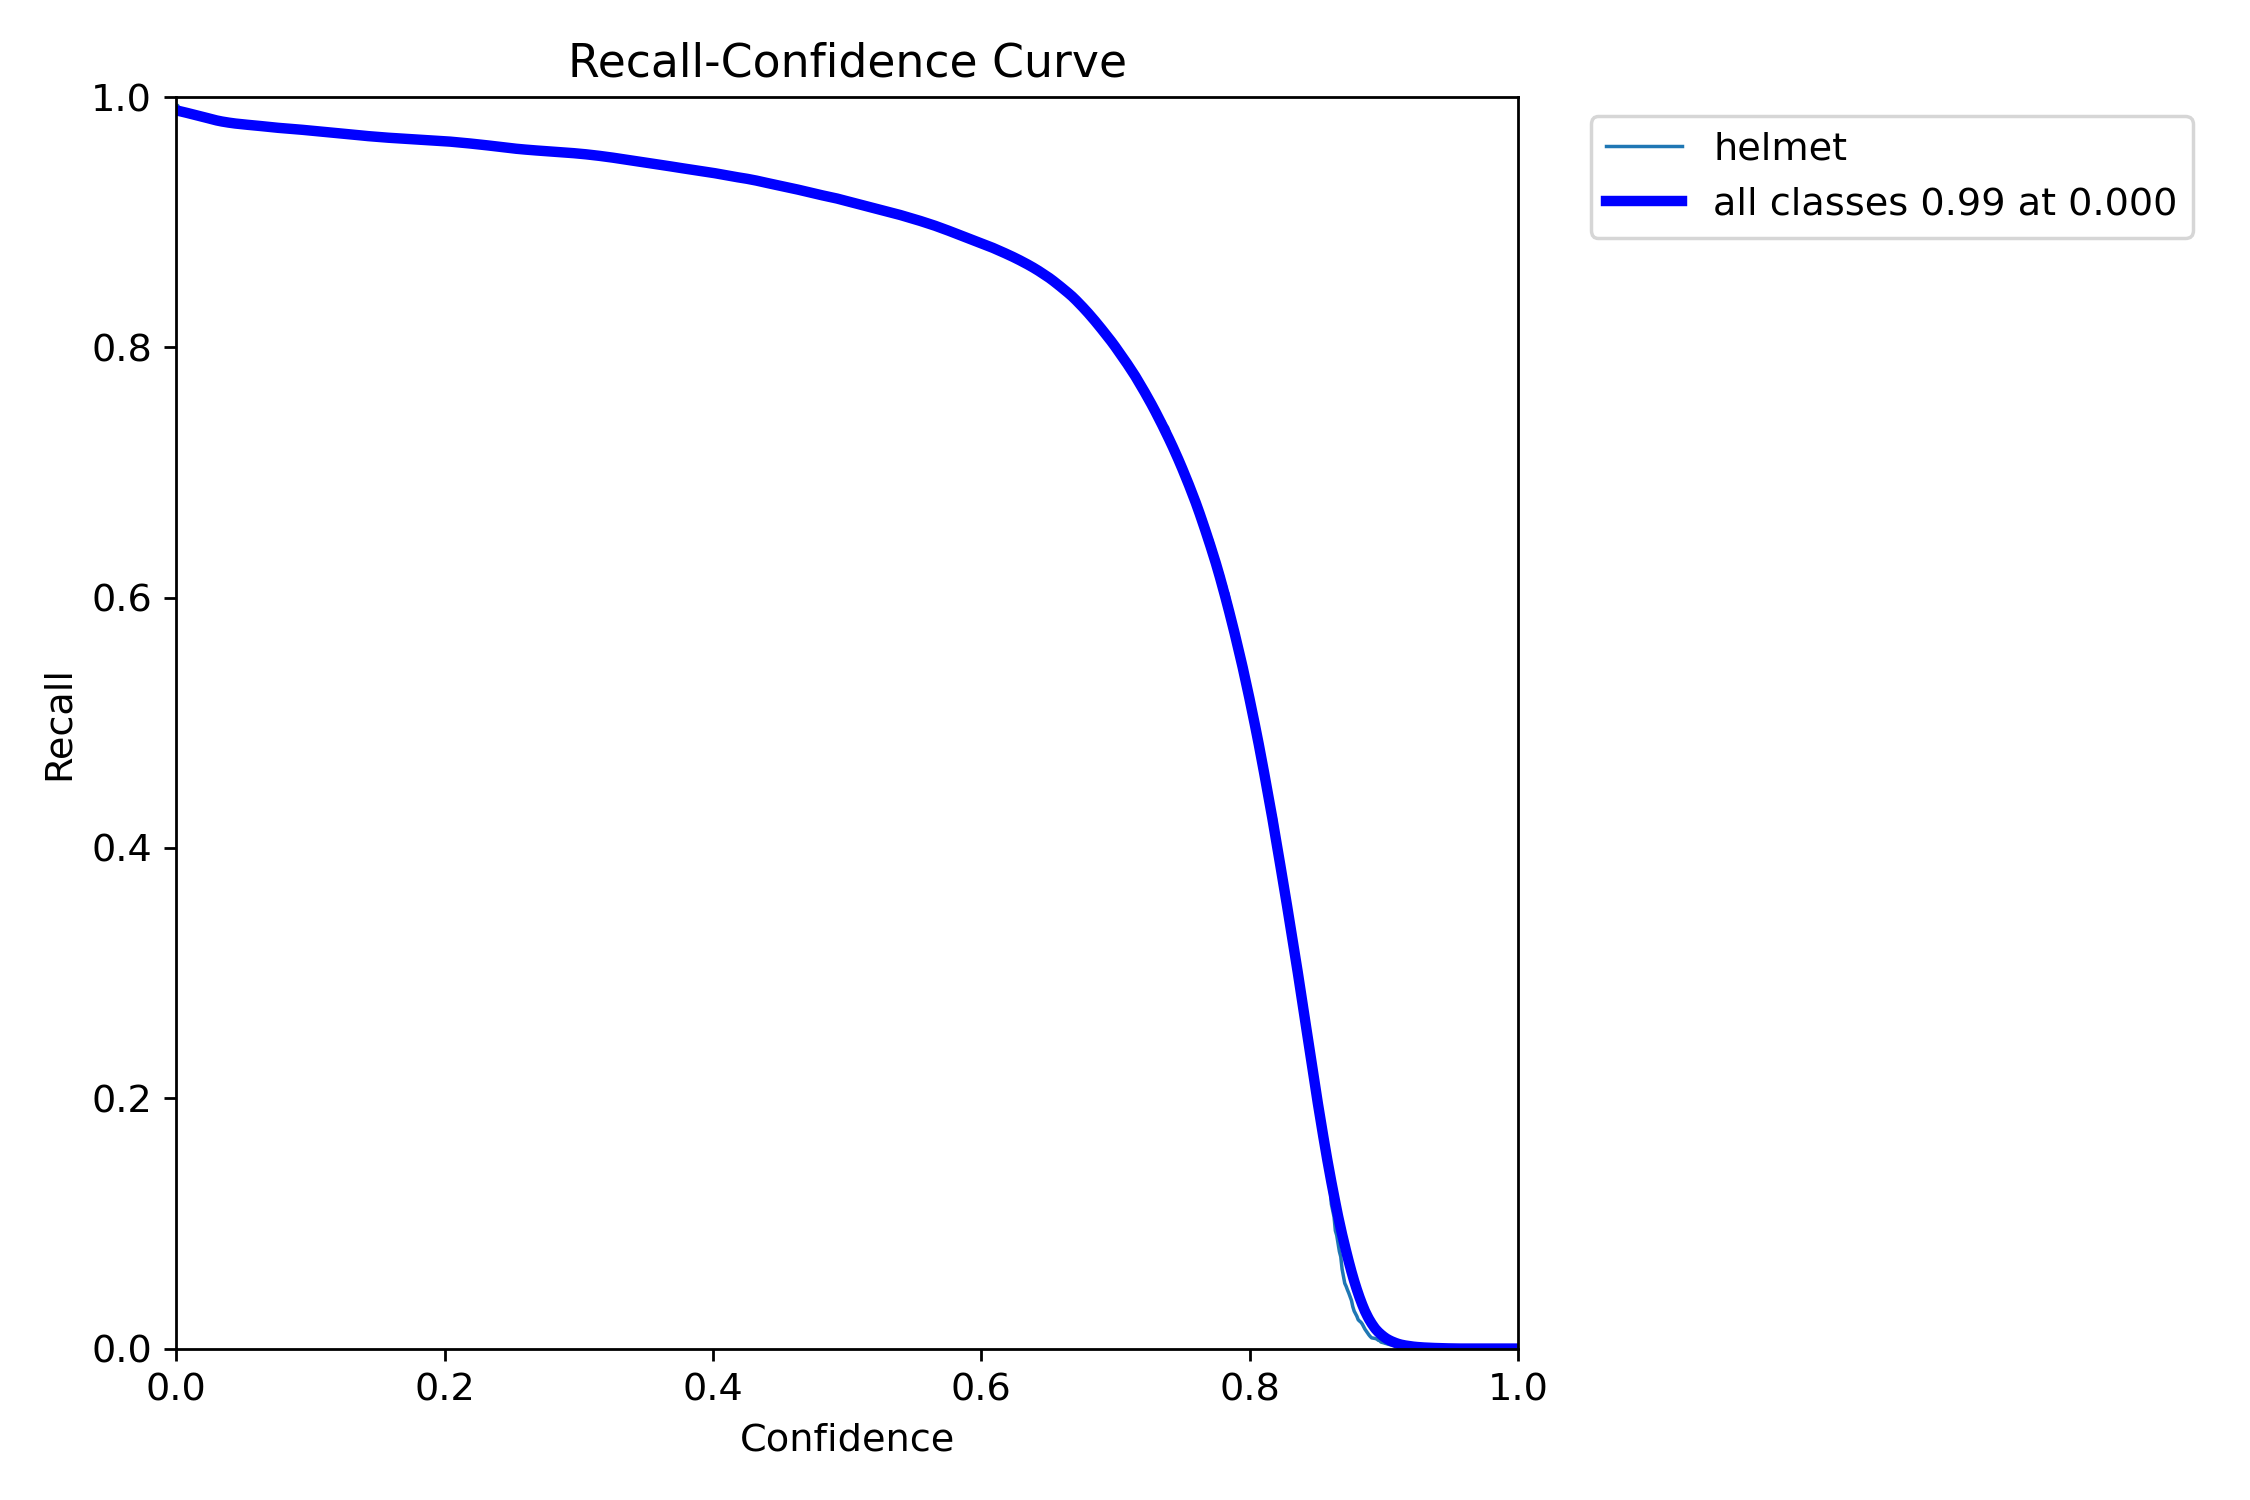 Recall-Confidence Curve
1.0
0.8
0.6
0.4
0.2
0.0
Recall
0.0 0.2 0.4 0.6 0.8 1.0
Confidence
helmet
all classes 0.99 at 0.000